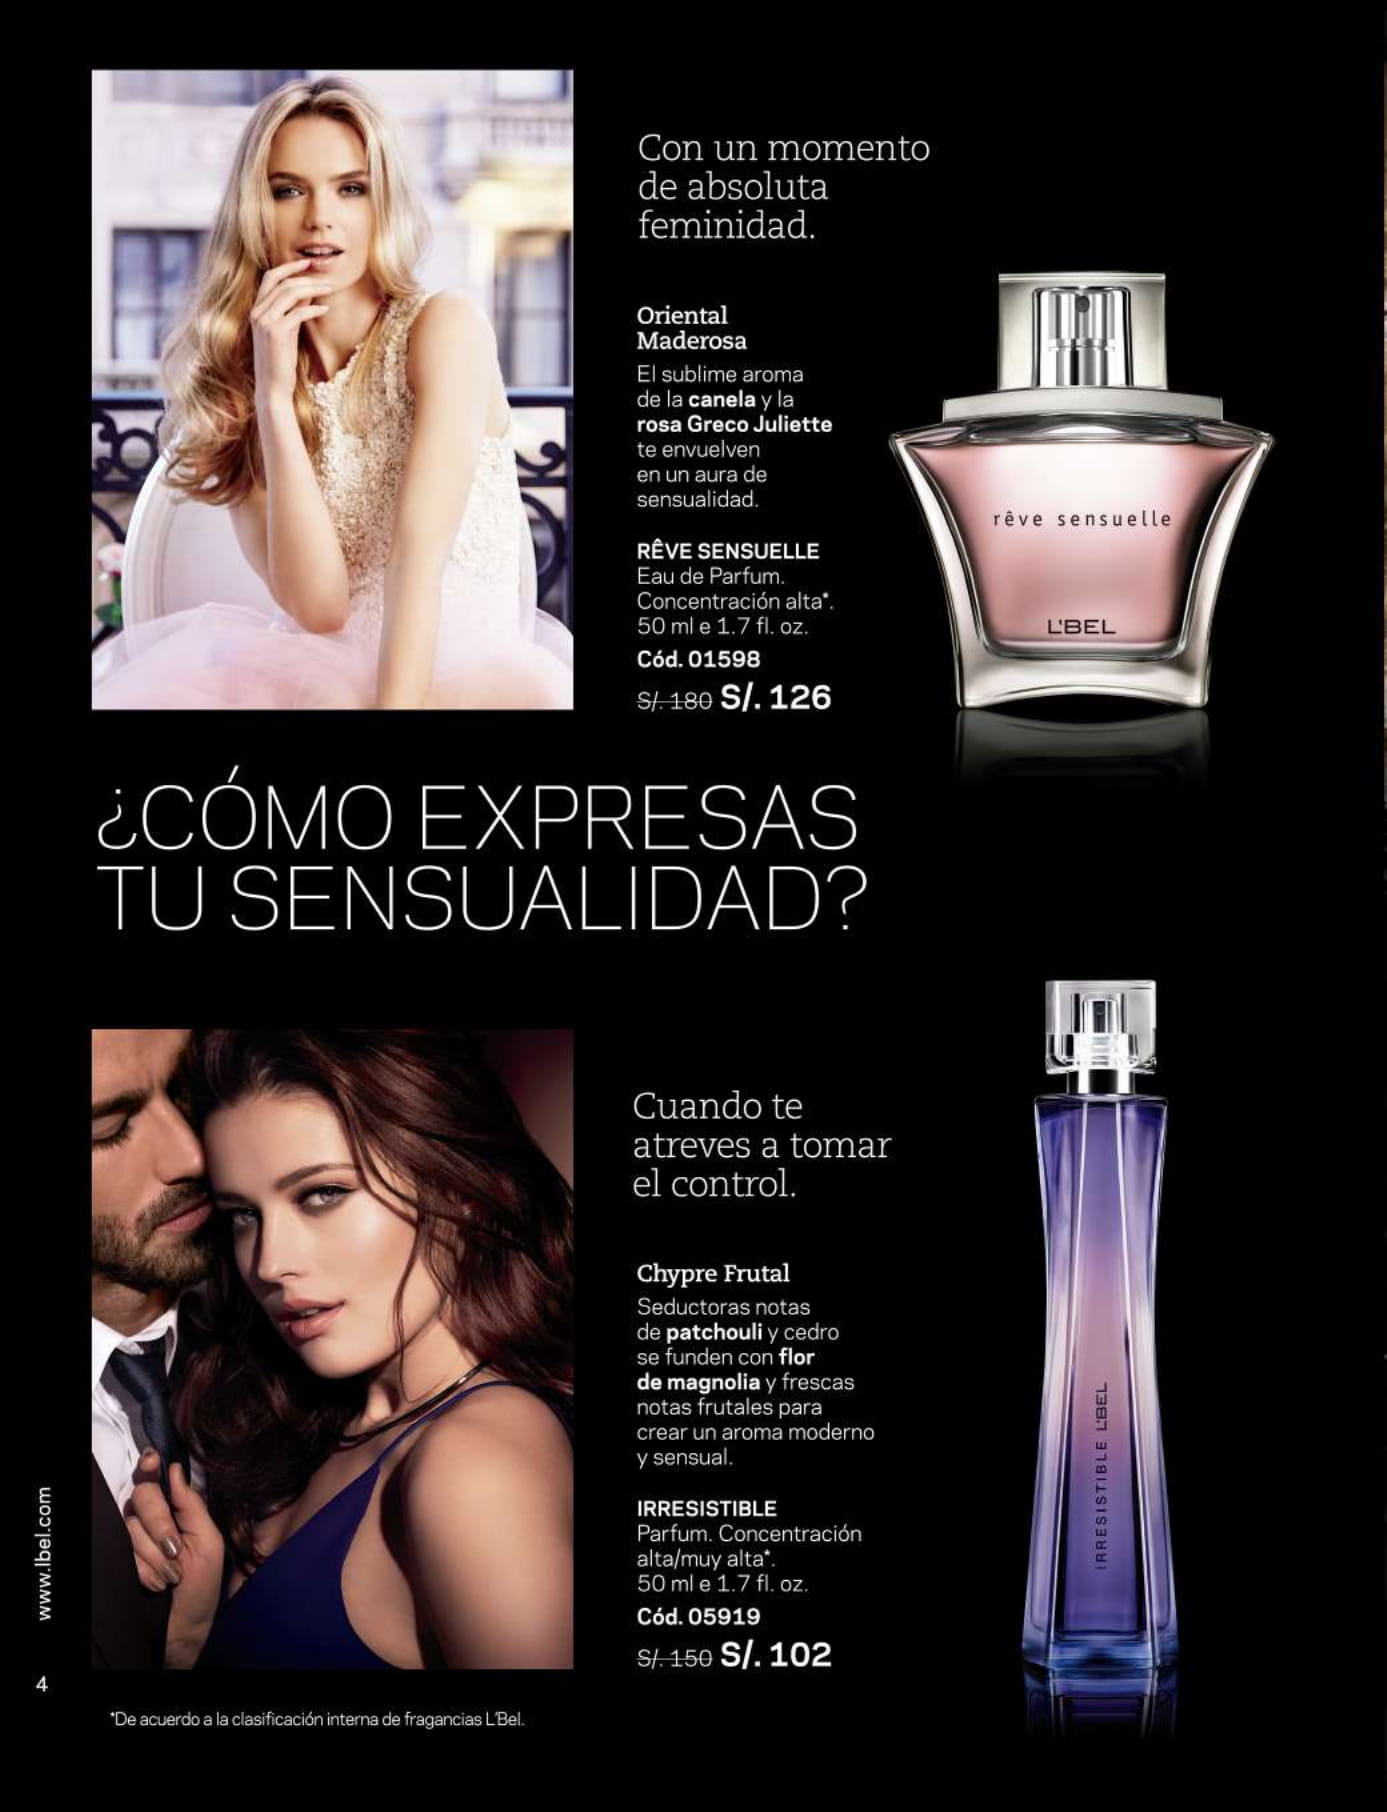 Con un momento
de absoluta
feminidad.
Oriental
Maderosa
El sublime aroma
de la canela y la
rosa Greco Juliette
te envuelven
en un aura de
sensualidad.
RÊVE SENSUELLE
Eau de Parfum.
Concentración alta*.
50 ml e 1.7 fl. oz.
Cód. 01598
S/. 180 S/. 126
rêve sensuelle
L'BEL
¿CÓMO EXPRESAS
TU SENSUALIDAD?
Cuando te
atreves a tomar
el control.
Chypre Frutal
Seductoras notas
de patchouli y cedro
se funden con flor
de magnolia y frescas
notas frutales para
crear un aroma moderno
y sensual.
IRRESISTIBLE
Parfum. Concentración
alta/muy alta*.
50 ml e 1.7 fl. oz.
Cód. 05919
S/. 150 S/. 102
IRRESISTIBLE L'BEL
www.lbel.com
4
*De acuerdo a la clasificación interna de fragancias L'Bel.